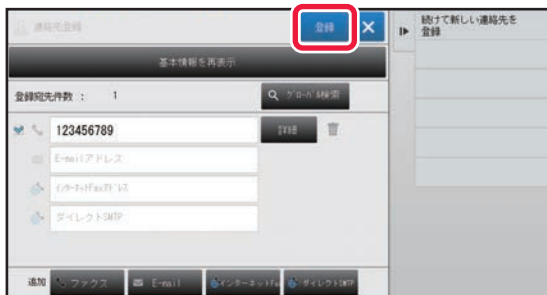 連絡先登録
登録
続けて新しい連絡先を
登録
基本情報を再表示
登録宛先件数 : 1
グローバル検索
123456789
詳細
E-mailアドレス
インターネットFaxアドレス
ダイレクトSMTP
追加
ファクス
E-mail
インターネットFa
ダイレクトSMTP